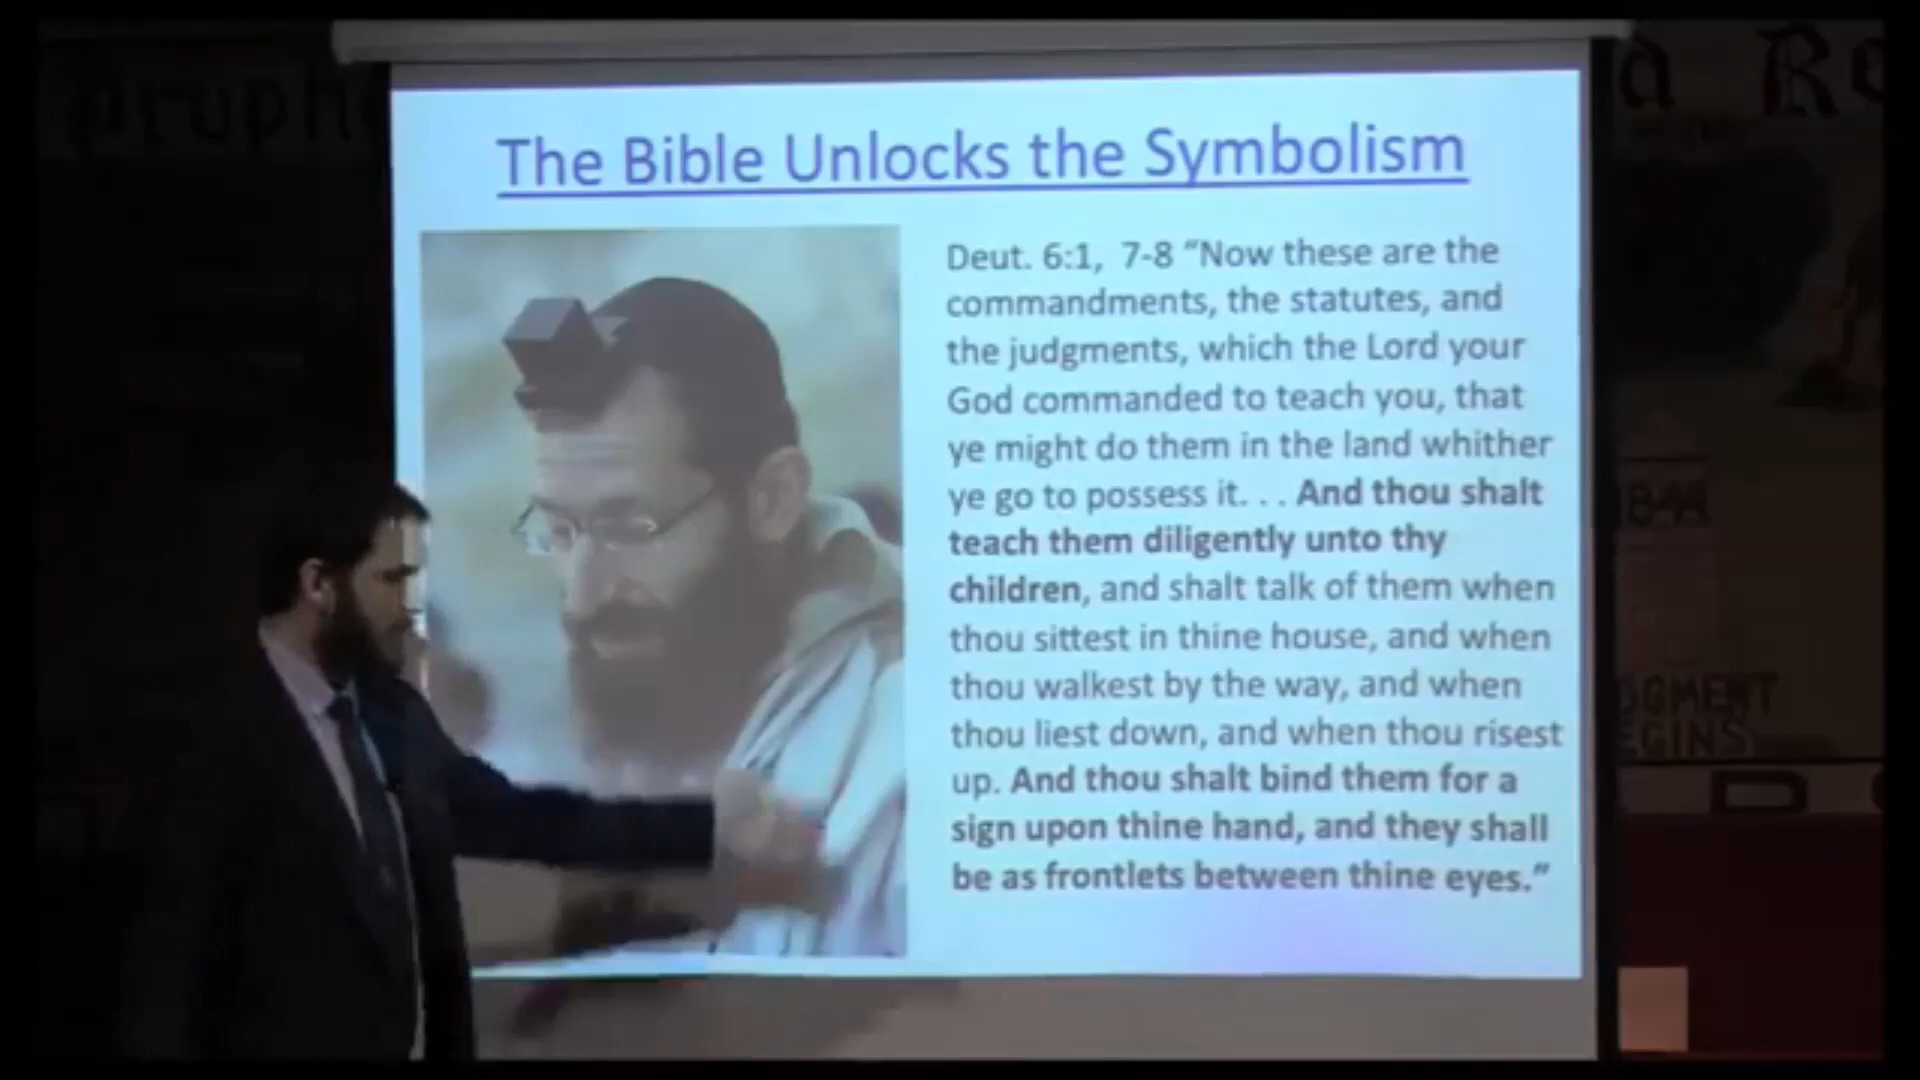 Proph
a Re
The Bible Unlocks the Symbolism
Deut. 6:1, 7-8 “Now these are the
commandments, the statutes, and
the judgments, which the Lord your
God commanded to teach you, that
ye might do them in the land whither
ye go to possess it. . . And thou shalt
teach them diligently unto thy
children, and shalt talk of them when
thou sittest in thine house, and when
thou walkest by the way, and when
thou liest down, and when thou risest
up. And thou shalt bind them for a
sign upon thine hand, and they shall
be as frontlets between thine eyes.”
1844
DGMENT
EGINS
D